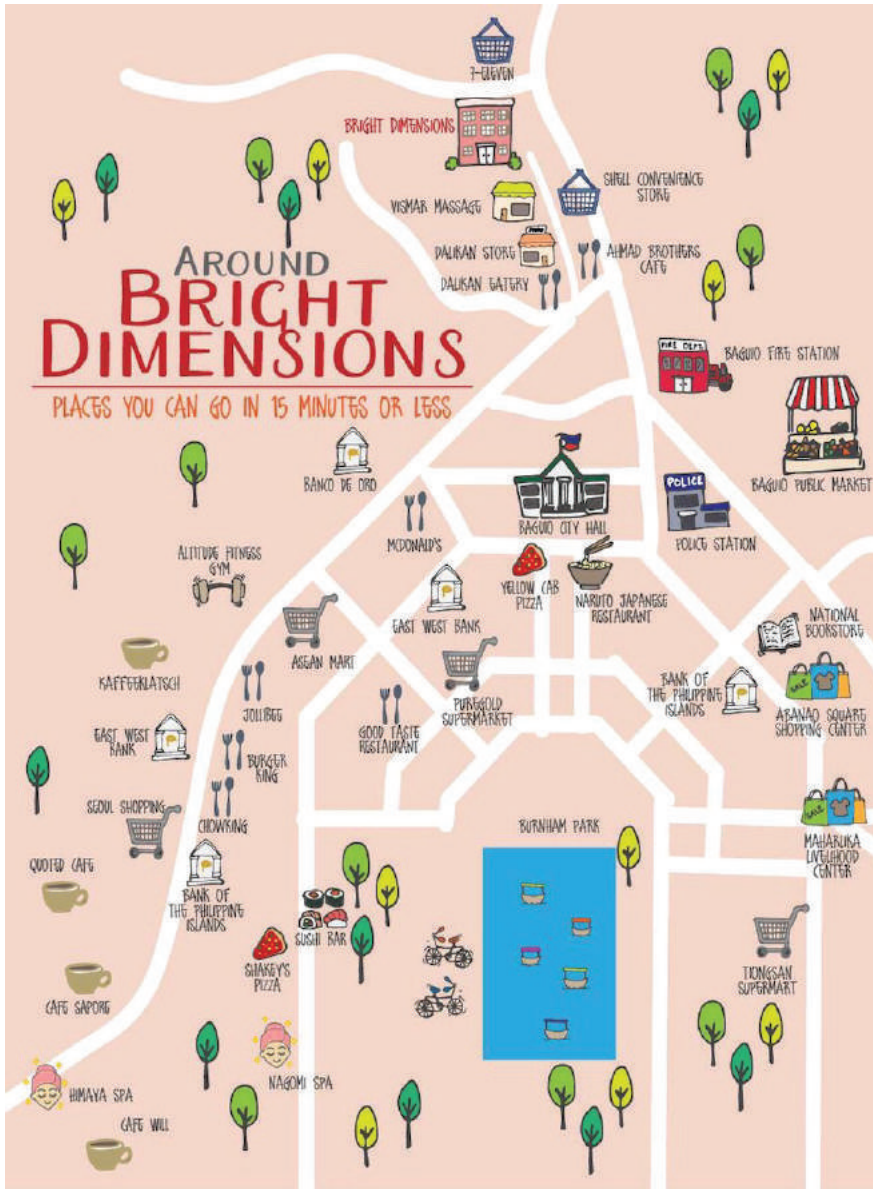 7-ELEVEN
BRIGHT DIMENSIONS
SHELL CONVENIENCE
STORE
VISMAR MASSAGE
DALIKAN STORE
AHMAD BROTHERS
CAFE
DALIKAN EATERY
AROUND
BRIGHT
DIMENSIONS
PLACES YOU CAN GO IN 15 MINUTES OR LESS
FIRE DEPT.
BAGUIO FIRE STATION
BANCO DE ORO
BAGUIO PUBLIC MARKET
POLICE
BAGUIO CITY HALL
MCDONALD'S
POLICE STATION
ALTITUDE FITNESS
GYM
YELLOW CAB
PIZZA
NARUTO JAPANESE
RESTAURANT
EAST WEST BANK
NATIONAL
BOOKSTORE
ASEAN MART
KAFFEEKLATSCH
BANK OF
THE PHILIPPINE
ISLANDS
SALE
ABANAO SQUARE
SHOPPING CENTER
JOLLIBEE
PUREGOLD
SUPERMARKET
GOOD TASTE
RESTAURANT
EAST WEST
BANK
BURGER
KING
SEOUL SHOPPING
CHOWKING
BURNHAM PARK
SALE
MAHARLIKA
LIVELIHOOD
CENTER
QUOTED CAFE
BANK OF
THE PHILIPPINE
ISLANDS
SUSHI BAR
SHAKEY'S
PIZZA
TIONGSAN
SUPERMART
CAFE SAPORE
NAGOMI SPA
HIMAYA SPA
CAFE WILL